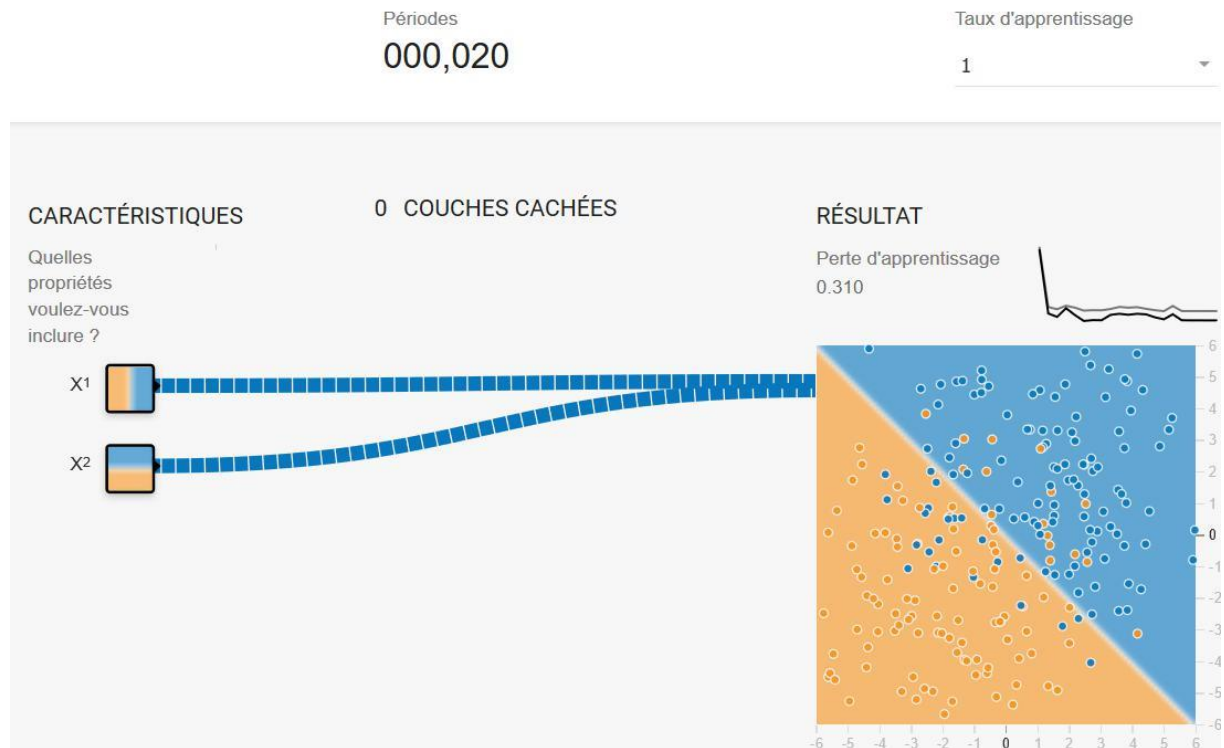 Périodes
000,020
Taux d'apprentissage
1
CARACTÉRISTIQUES
Quelles
propriétés
voulez-vous
inclure ?
X1
X2
0 COUCHES CACHÉES
RÉSULTAT
Perte d'apprentissage
0.310
6
5
4
3
2
1
0
-1
-2
-3
-4
-5
-6
-6 -5 -4 -3 -2 -1 0 1 2 3 4 5 6